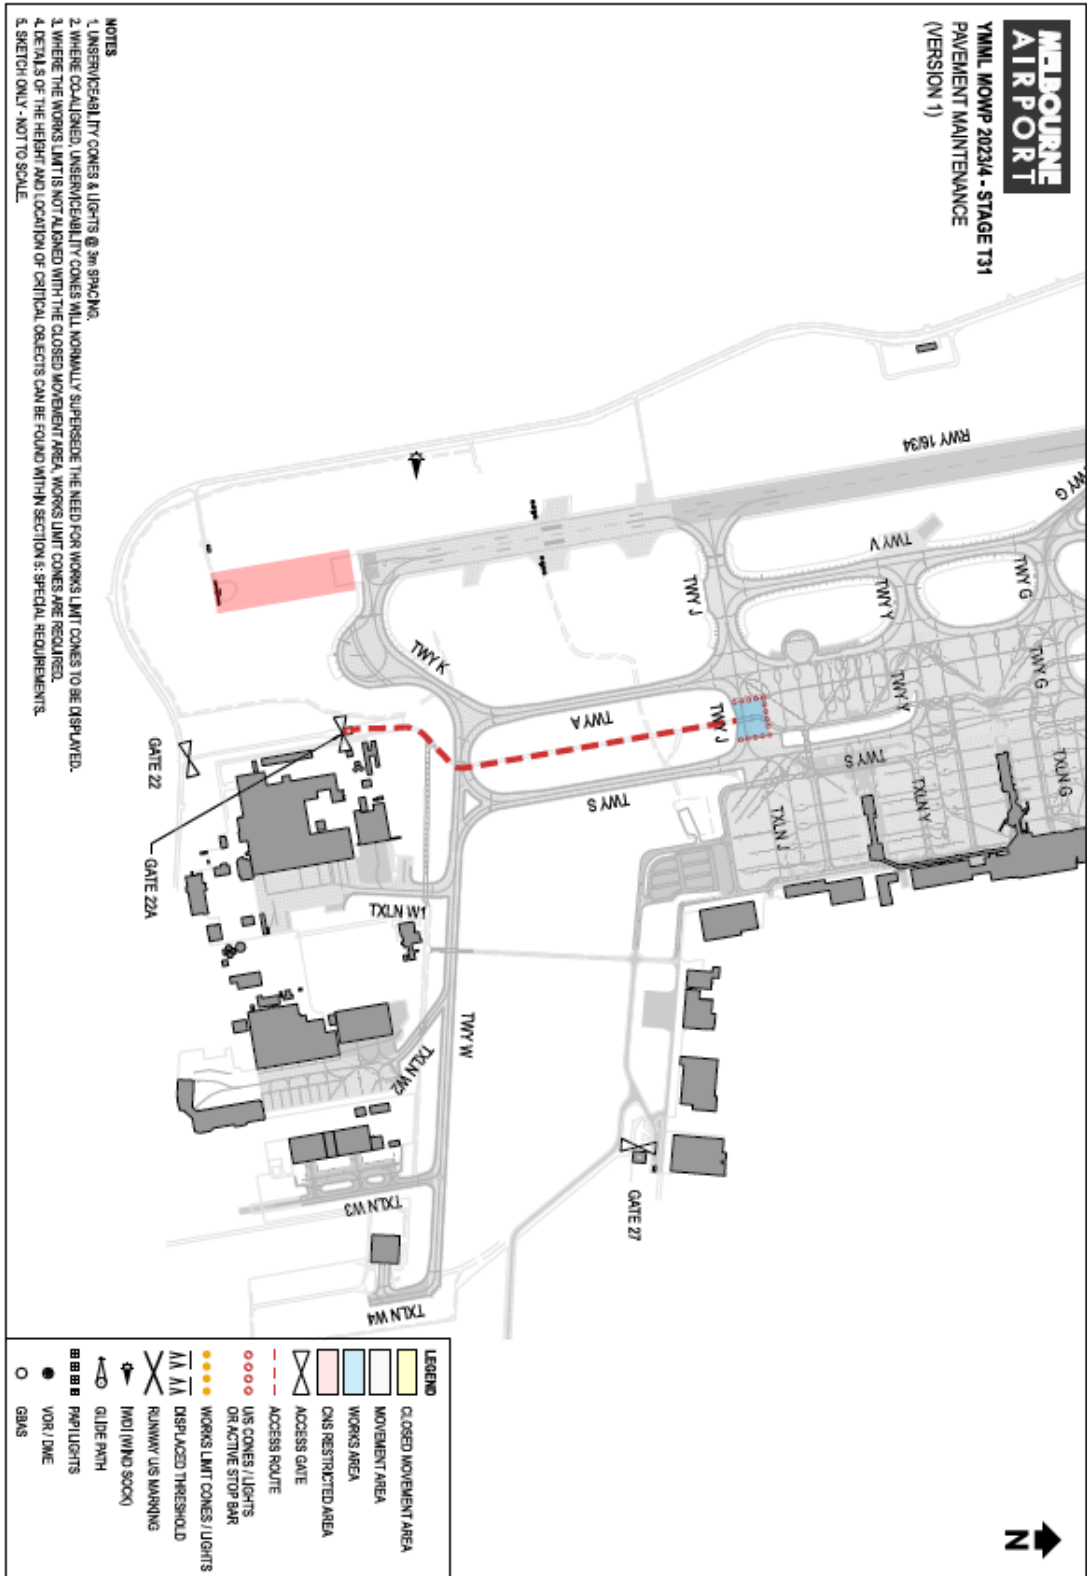 MELBOURNE
AIRPORT
YMML MOWP 2023/4 - STAGE T31
PAVEMENT MAINTENANCE
(VERSION 1)
RWY 16/34
TWY G
TWY V
TWY G
TWY J
TWY Y
TWY G
TWY K
TWY A
TWY J
TWY Y
TWY S
TWY S
TXLN J
TXLN Y
TXLN G
GATE 22
GATE 22A
TXLN W1
TWY W
TXLN W2
TXLN W3
TXLN W4
GATE 27
N
NOTES
1. UNSERVICEABILITY CONES & LIGHTS @ 3m SPACING.
2. WHERE CO-ALIGNED, UNSERVICEABILITY CONES WILL NORMALLY SUPERSEDE THE NEED FOR WORKS LIMIT CONES TO BE DISPLAYED.
3. WHERE THE WORKS LIMIT IS NOT ALIGNED WITH THE CLOSED MOVEMENT AREA, WORKS LIMIT CONES ARE REQUIRED.
4. DETAILS OF THE HEIGHT AND LOCATION OF CRITICAL OBJECTS CAN BE FOUND WITHIN SECTION 5: SPECIAL REQUIREMENTS.
5. SKETCH ONLY - NOT TO SCALE.
LEGEND
CLOSED MOVEMENT AREA
MOVEMENT AREA
WORKS AREA
CNS RESTRICTED AREA
ACCESS GATE
ACCESS ROUTE
U/S CONES / LIGHTS
OR ACTIVE STOP BAR
WORKS LIMIT CONES / LIGHTS
DISPLACED THRESHOLD
RUNWAY U/S MARKING
IWDI (WIND SOCK)
GLIDE PATH
PAPI LIGHTS
VOR / DME
GBAS